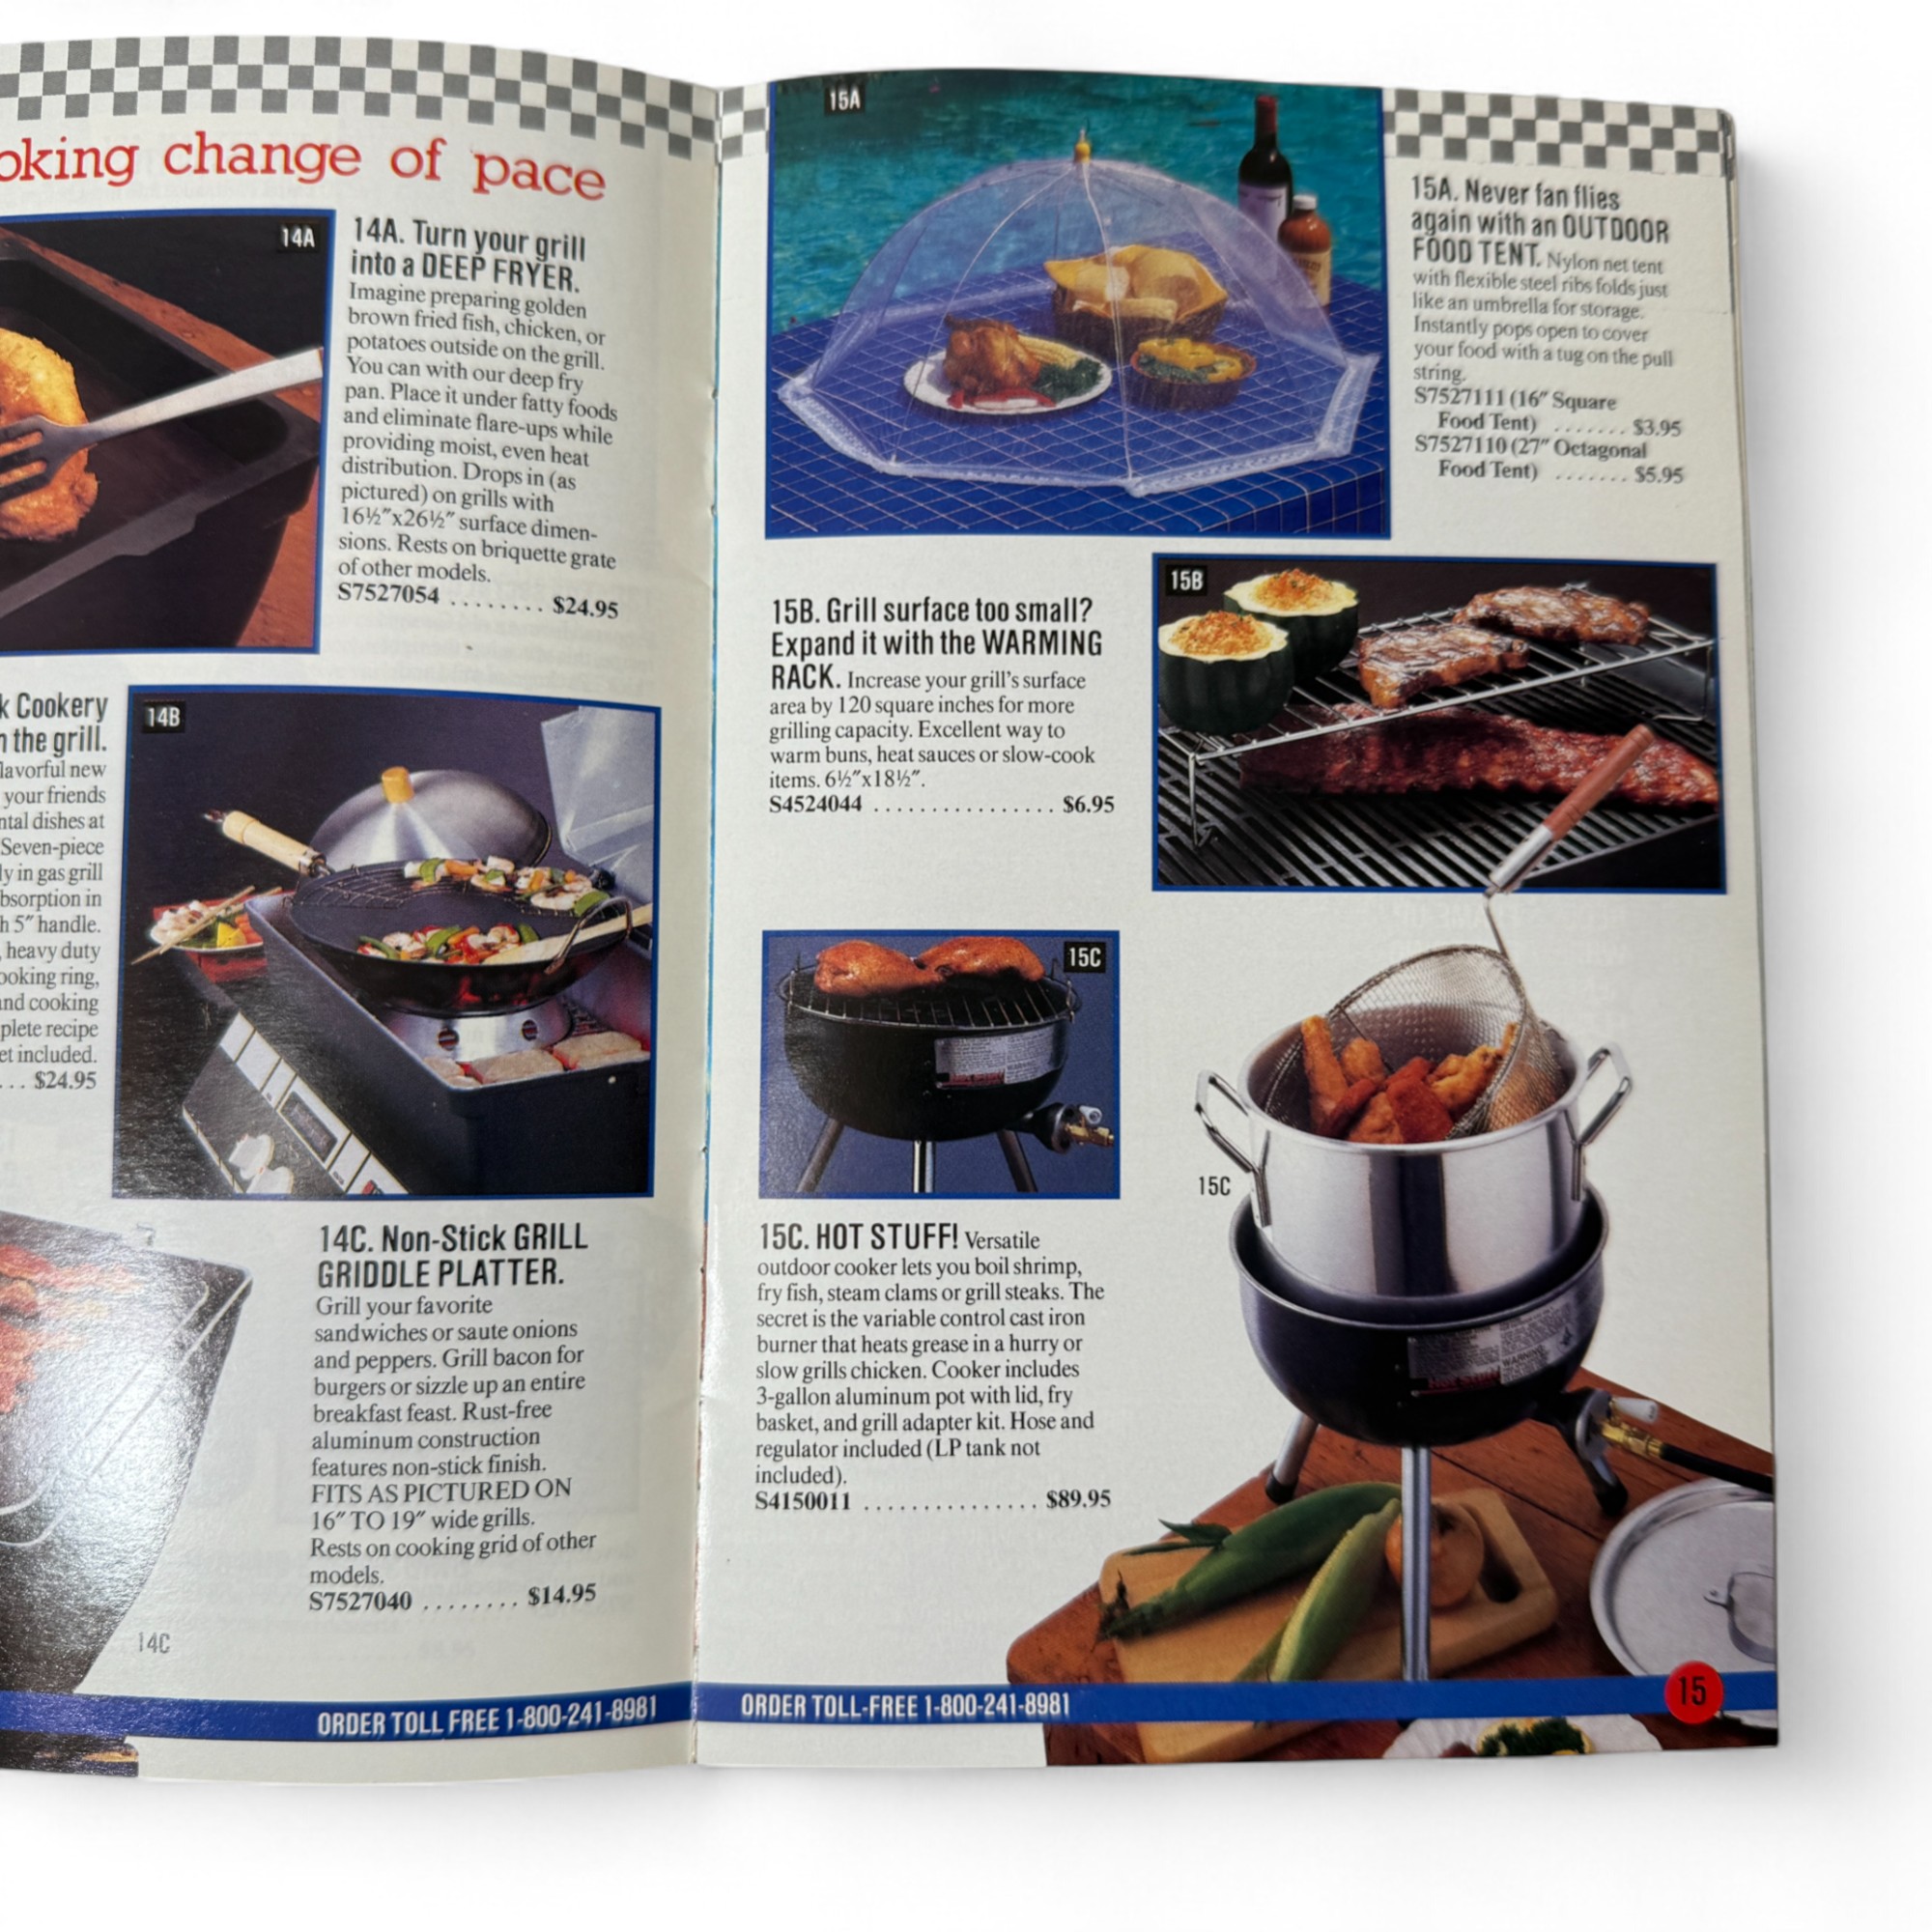 oking change of pace
14A
14A. Turn your grill
into a DEEP FRYER.
Imagine preparing golden
brown fried fish, chicken, or
potatoes outside on the grill.
You can with our deep fry
pan. Place it under fatty foods
and eliminate flare-ups while
providing moist, even heat
distribution. Drops in (as
pictured) on grills with
16½"x26½" surface dimen-
sions. Rests on briquette grate
of other models.
S7527054 ........ $24.95
k Cookery
n the grill.
lavorful new
your friends
ntal dishes at
Seven-piece
ly in gas grill
bsorption in
h 5" handle.
, heavy duty
ooking ring,
and cooking
plete recipe
et included.
... $24.95
14B
14C. Non-Stick GRILL
GRIDDLE PLATTER.
Grill your favorite
sandwiches or saute onions
and peppers. Grill bacon for
burgers or sizzle up an entire
breakfast feast. Rust-free
aluminum construction
features non-stick finish.
FITS AS PICTURED ON
16" TO 19" wide grills.
Rests on cooking grid of other
models.
S7527040 ........ $14.95
14C
ORDER TOLL FREE 1-800-241-8981
15A
15A. Never fan flies
again with an OUTDOOR
FOOD TENT. Nylon net tent
with flexible steel ribs folds just
like an umbrella for storage.
Instantly pops open to cover
your food with a tug on the pull
string.
S7527111 (16" Square
Food Tent) ....... $3.95
S7527110 (27" Octagonal
Food Tent) ....... $5.95
15B. Grill surface too small?
Expand it with the WARMING
RACK. Increase your grill's surface
area by 120 square inches for more
grilling capacity. Excellent way to
warm buns, heat sauces or slow-cook
items. 6½"x18½".
S4524044 ................ $6.95
15B
15C
15C
15C. HOT STUFF! Versatile
outdoor cooker lets you boil shrimp,
fry fish, steam clams or grill steaks. The
secret is the variable control cast iron
burner that heats grease in a hurry or
slow grills chicken. Cooker includes
3-gallon aluminum pot with lid, fry
basket, and grill adapter kit. Hose and
regulator included (LP tank not
included).
S4150011 ............... $89.95
ORDER TOLL-FREE 1-800-241-8981
15